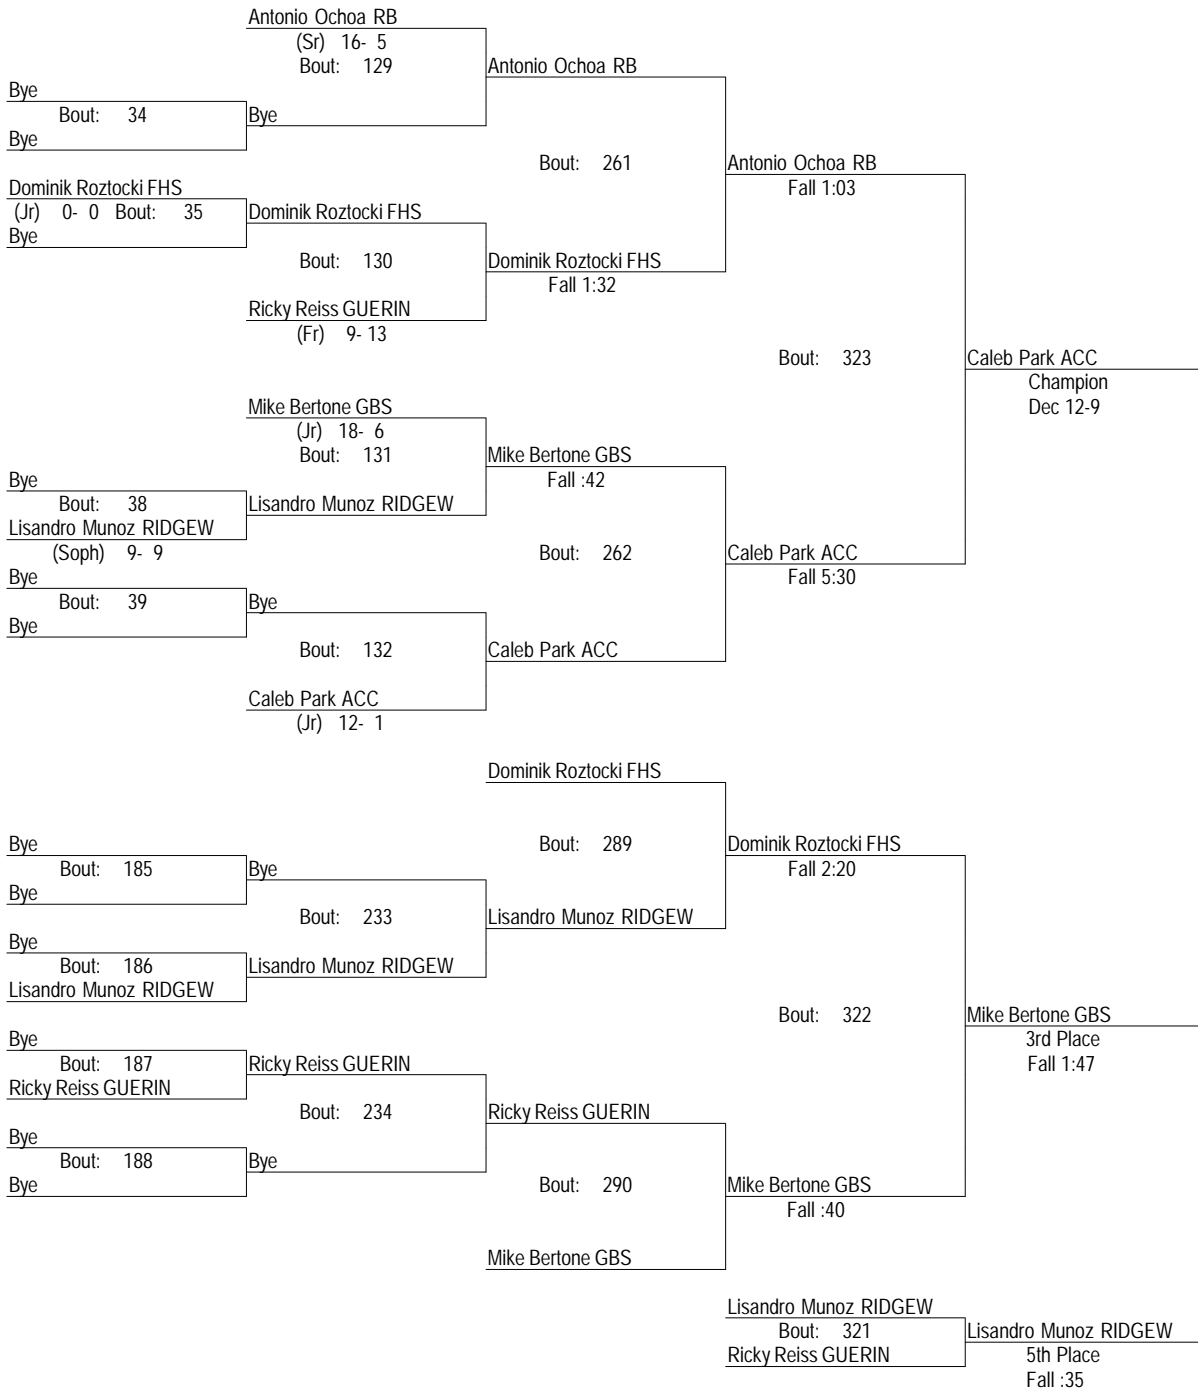 Antonio Ochoa RB
(Sr) 16- 5
Bout: 129
Antonio Ochoa RB
Bye
Bout: 34
Bye
Bye
Bout: 261
Antonio Ochoa RB
Fall 1:03
Dominik Roztocki FHS
(Jr) 0- 0 Bout: 35
Dominik Roztocki FHS
Bye
Bout: 130
Dominik Roztocki FHS
Fall 1:32
Ricky Reiss GUERIN
(Fr) 9- 13
Bout: 323
Caleb Park ACC
Champion
Dec 12-9
Mike Bertone GBS
(Jr) 18- 6
Bout: 131
Mike Bertone GBS
Fall :42
Bye
Bout: 38
Lisandro Munoz RIDGEW
Lisandro Munoz RIDGEW
(Soph) 9- 9
Bout: 262
Caleb Park ACC
Fall 5:30
Bye
Bout: 39
Bye
Bye
Bout: 132
Caleb Park ACC
Caleb Park ACC
(Jr) 12- 1
Dominik Roztocki FHS
Bout: 289
Dominik Roztocki FHS
Fall 2:20
Bye
Bout: 185
Bye
Bye
Bout: 233
Lisandro Munoz RIDGEW
Bye
Bout: 186
Lisandro Munoz RIDGEW
Lisandro Munoz RIDGEW
Bout: 322
Mike Bertone GBS
3rd Place
Fall 1:47
Bye
Bout: 187
Ricky Reiss GUERIN
Ricky Reiss GUERIN
Bout: 234
Ricky Reiss GUERIN
Bye
Bout: 188
Bye
Bye
Bout: 290
Mike Bertone GBS
Fall :40
Mike Bertone GBS
Lisandro Munoz RIDGEW
Bout: 321
Lisandro Munoz RIDGEW
Ricky Reiss GUERIN
5th Place
Fall :35